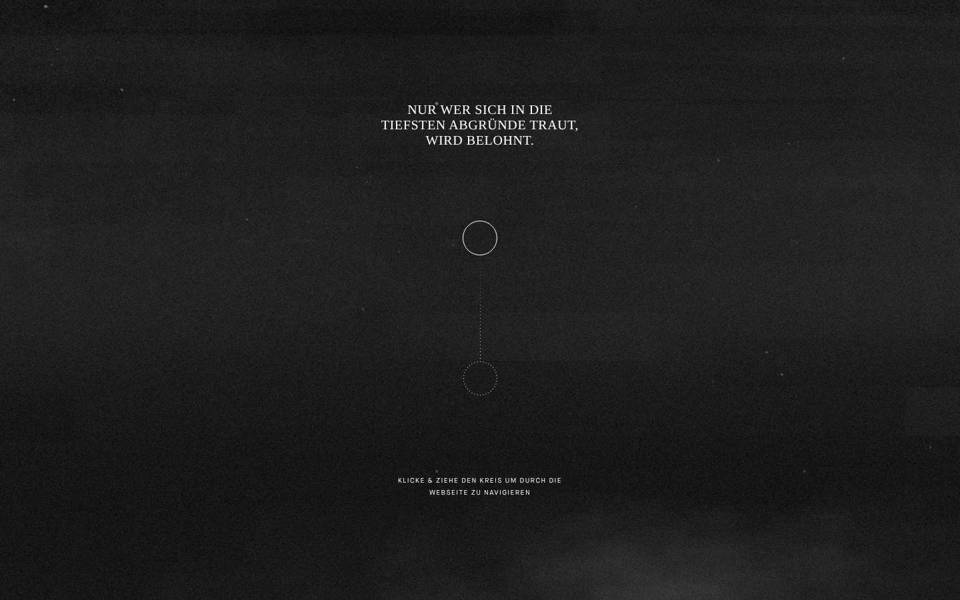 NUR WER SICH IN DIE
TIEFSTEN ABGRÜNDE TRAUT,
WIRD BELOHNT.
KLICKE & ZIEHE DEN KREIS UM DURCH DIE
WEBSEITE ZU NAVIGIEREN